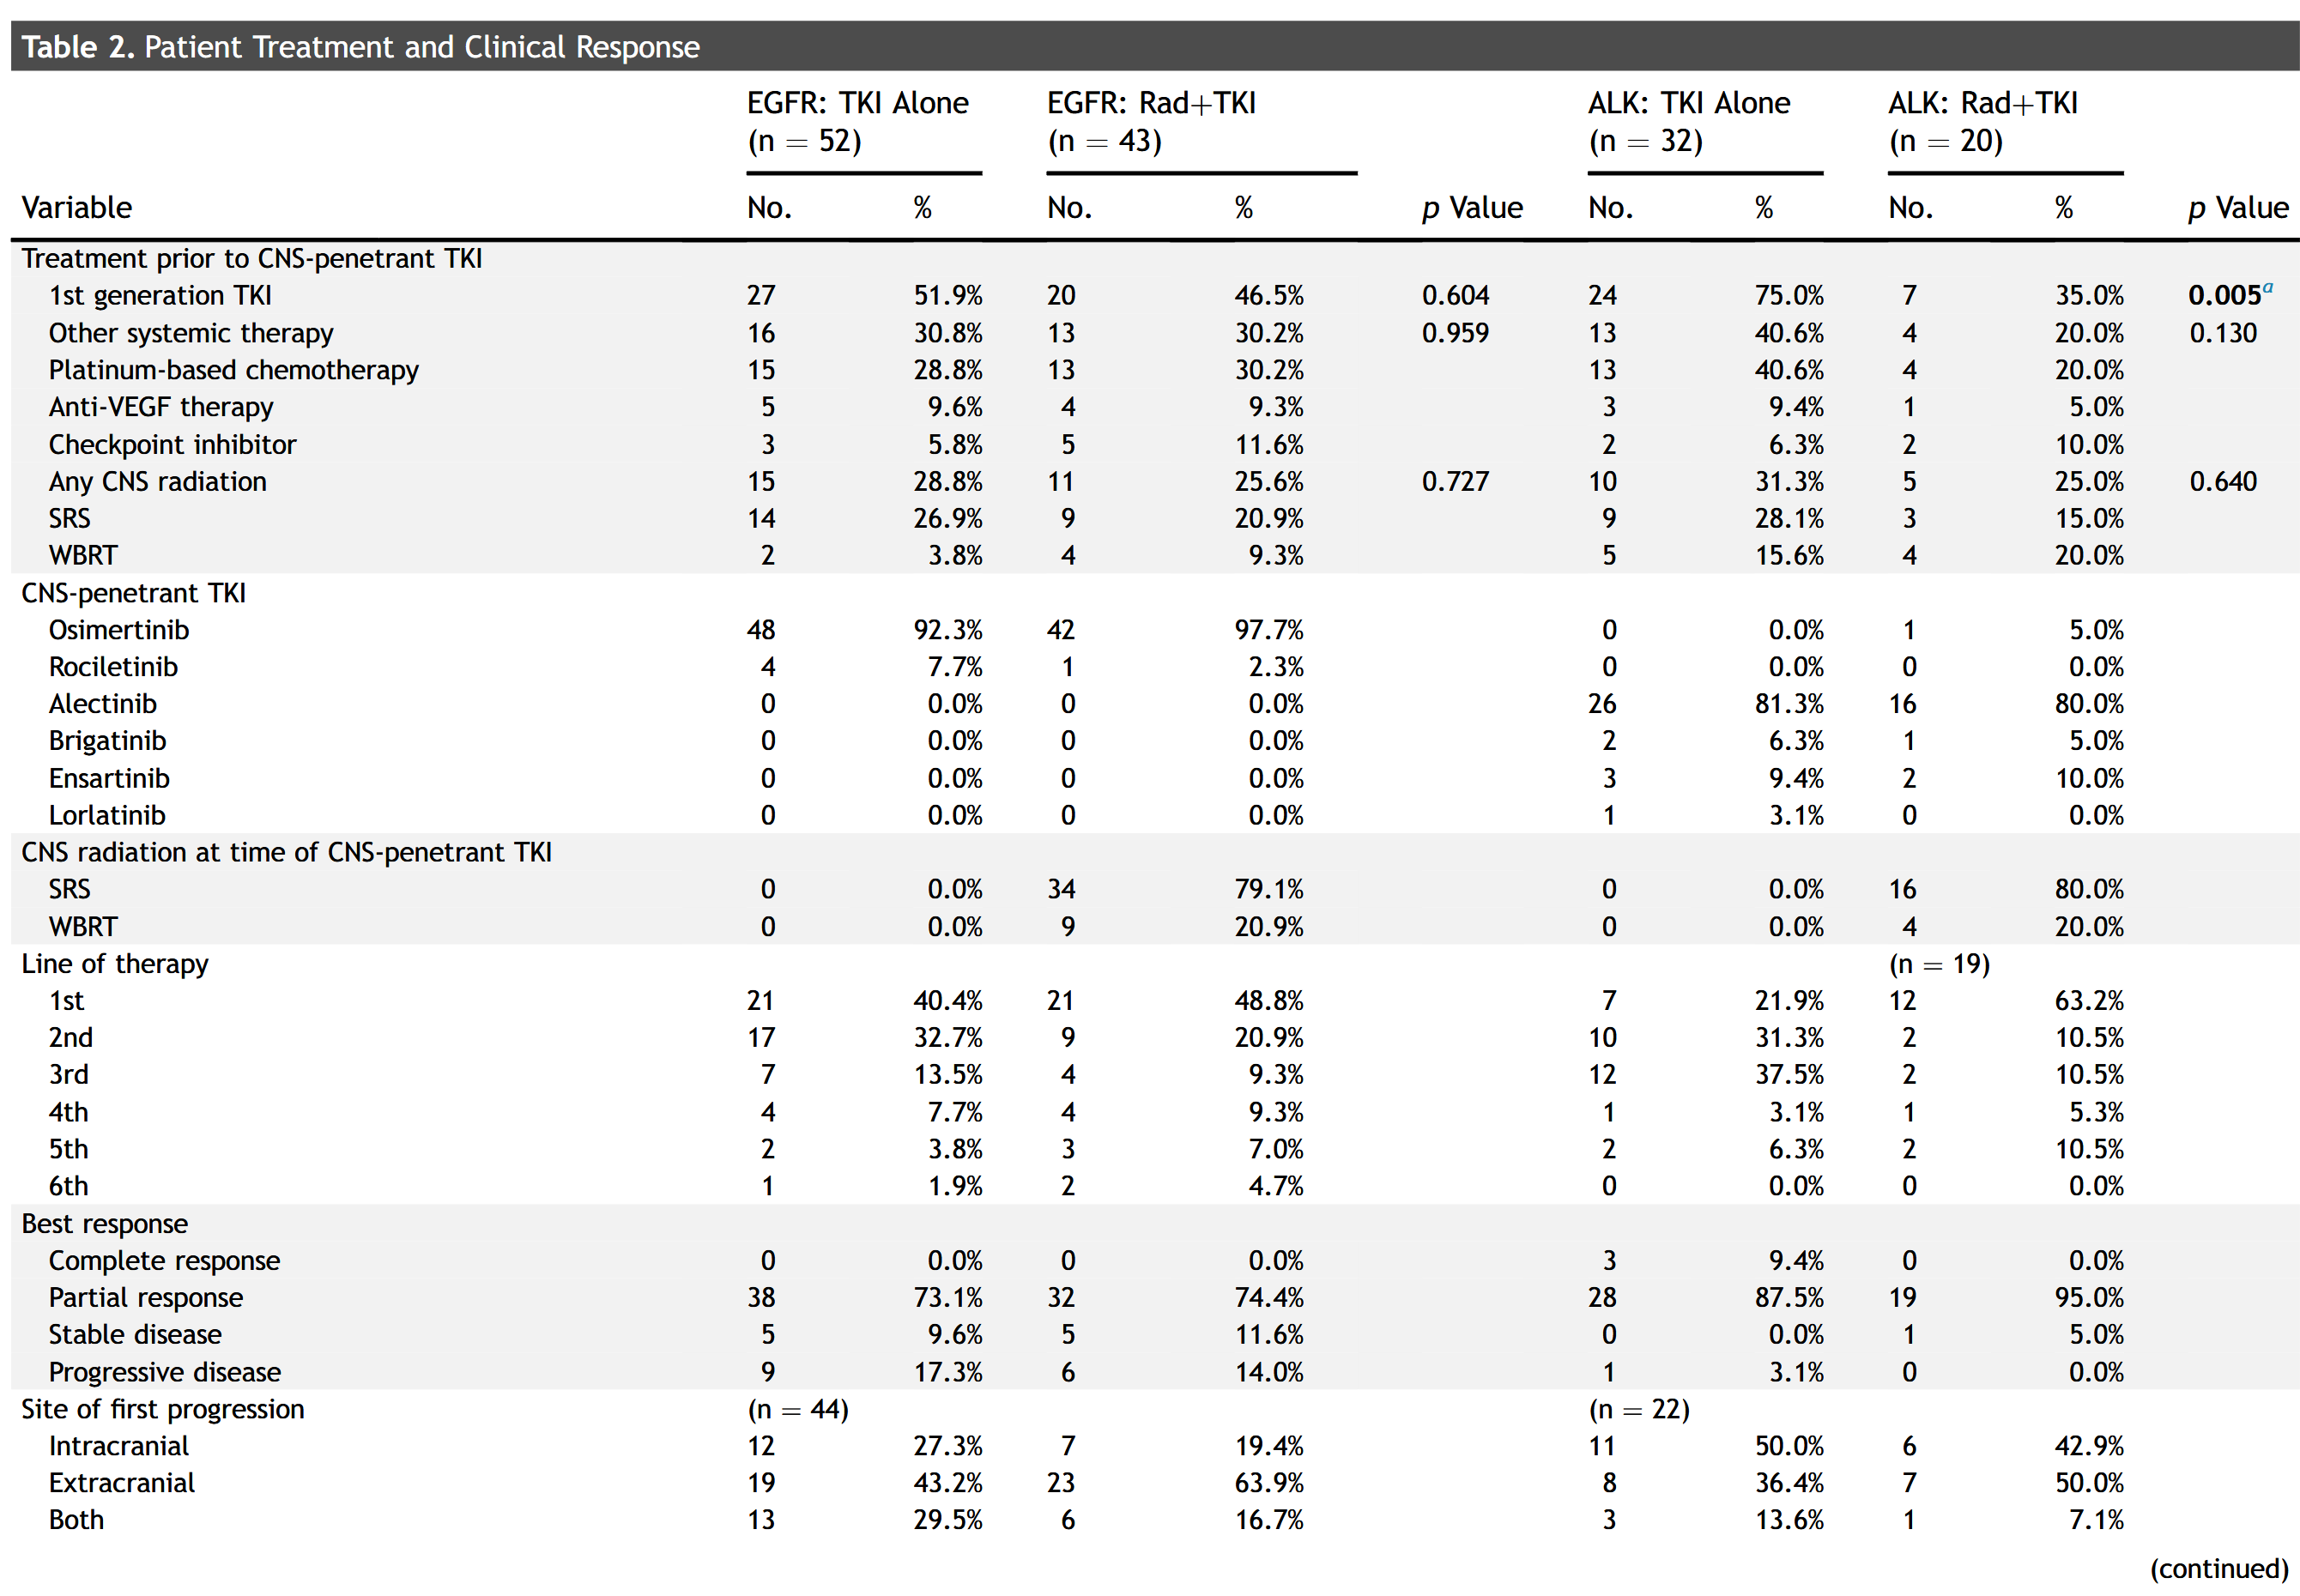 Table 2. Patient Treatment and Clinical Response
EGFR: TKI Alone EGFR: Rad+TKI ALK: TKI Alone ALK: Rad+TKI
(n = 52) (n = 43) (n = 32) (n = 20)
Variable No. % No. % p Value No. % No. % p Value
Treatment prior to CNS-penetrant TKI
1st generation TKI 27 51.9% 20 46.5% 0.604 24 75.0% 7 35.0% 0.005a
Other systemic therapy 16 30.8% 13 30.2% 0.959 13 40.6% 4 20.0% 0.130
Platinum-based chemotherapy 15 28.8% 13 30.2% 13 40.6% 4 20.0%
Anti-VEGF therapy 5 9.6% 4 9.3% 3 9.4% 1 5.0%
Checkpoint inhibitor 3 5.8% 5 11.6% 2 6.3% 2 10.0%
Any CNS radiation 15 28.8% 11 25.6% 0.727 10 31.3% 5 25.0% 0.640
SRS 14 26.9% 9 20.9% 9 28.1% 3 15.0%
WBRT 2 3.8% 4 9.3% 5 15.6% 4 20.0%
CNS-penetrant TKI
Osimertinib 48 92.3% 42 97.7% 0 0.0% 1 5.0%
Rociletinib 4 7.7% 1 2.3% 0 0.0% 0 0.0%
Alectinib 0 0.0% 0 0.0% 26 81.3% 16 80.0%
Brigatinib 0 0.0% 0 0.0% 2 6.3% 1 5.0%
Ensartinib 0 0.0% 0 0.0% 3 9.4% 2 10.0%
Lorlatinib 0 0.0% 0 0.0% 1 3.1% 0 0.0%
CNS radiation at time of CNS-penetrant TKI
SRS 0 0.0% 34 79.1% 0 0.0% 16 80.0%
WBRT 0 0.0% 9 20.9% 0 0.0% 4 20.0%
Line of therapy (n = 19)
1st 21 40.4% 21 48.8% 7 21.9% 12 63.2%
2nd 17 32.7% 9 20.9% 10 31.3% 2 10.5%
3rd 7 13.5% 4 9.3% 12 37.5% 2 10.5%
4th 4 7.7% 4 9.3% 1 3.1% 1 5.3%
5th 2 3.8% 3 7.0% 2 6.3% 2 10.5%
6th 1 1.9% 2 4.7% 0 0.0% 0 0.0%
Best response
Complete response 0 0.0% 0 0.0% 3 9.4% 0 0.0%
Partial response 38 73.1% 32 74.4% 28 87.5% 19 95.0%
Stable disease 5 9.6% 5 11.6% 0 0.0% 1 5.0%
Progressive disease 9 17.3% 6 14.0% 1 3.1% 0 0.0%
Site of first progression (n = 44) (n = 22)
Intracranial 12 27.3% 7 19.4% 11 50.0% 6 42.9%
Extracranial 19 43.2% 23 63.9% 8 36.4% 7 50.0%
Both 13 29.5% 6 16.7% 3 13.6% 1 7.1%
(continued)